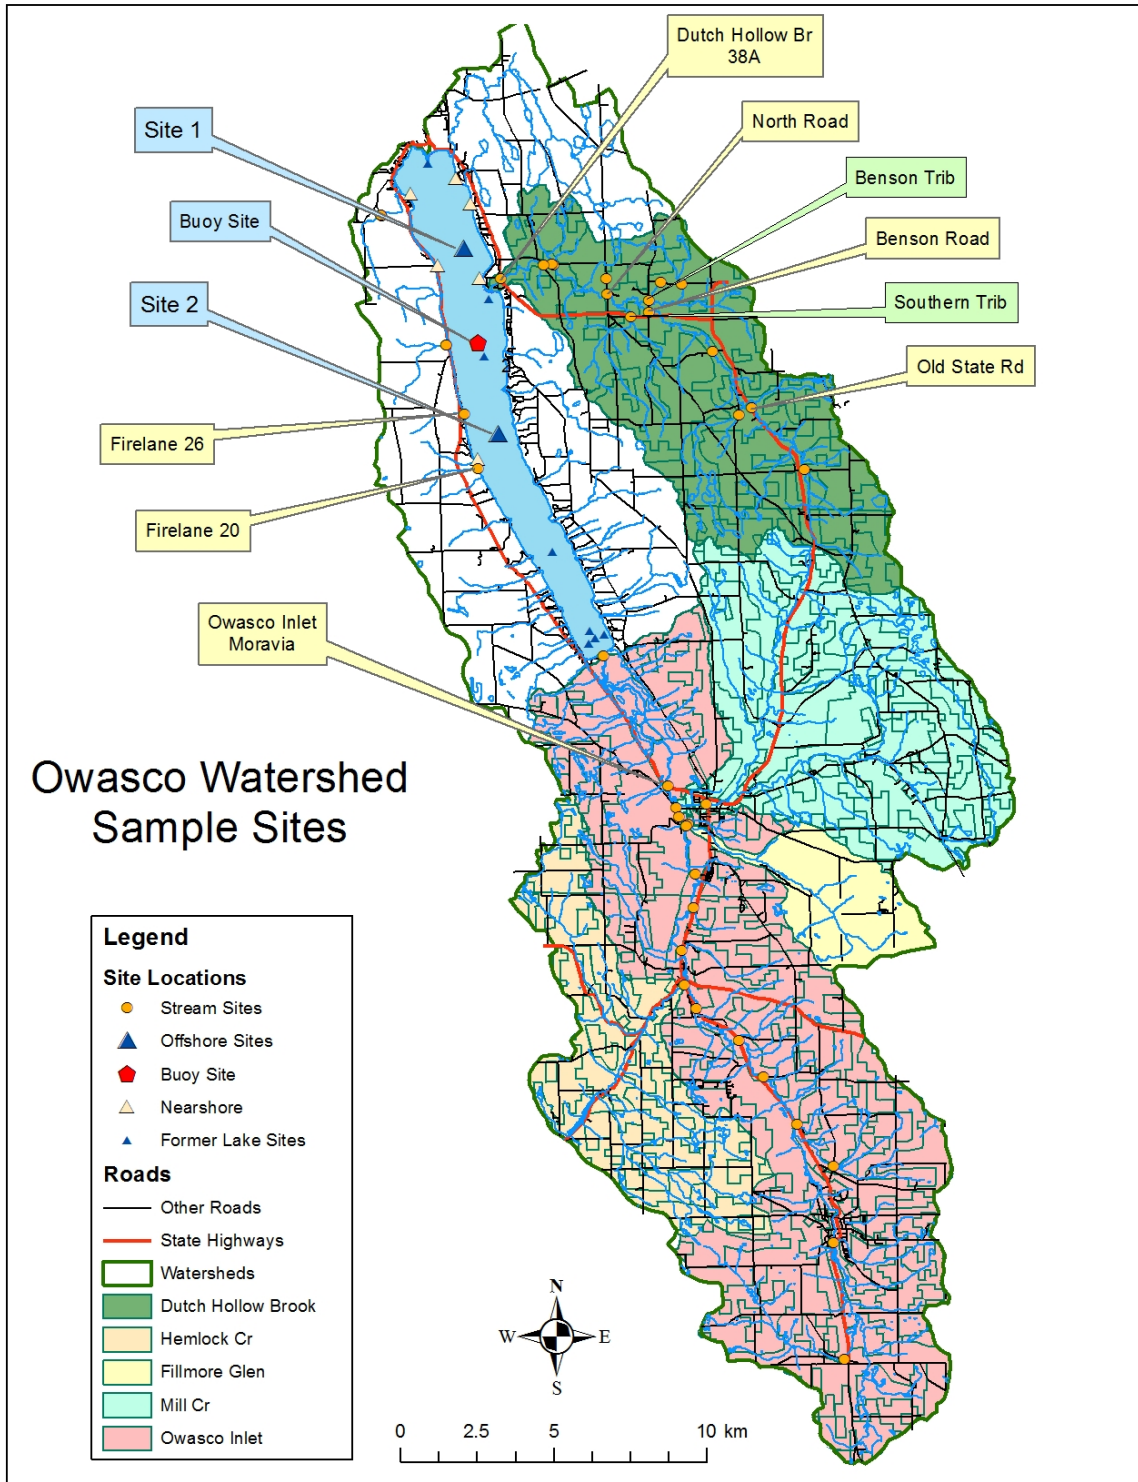 Dutch Hollow Br
38A
Site 1
North Road
Benson Trib
Buoy Site
Benson Road
Site 2
Southern Trib
Old State Rd
Firelane 26
Firelane 20
Owasco Inlet
Moravia
Owasco Watershed
Sample Sites
Legend
Site Locations
Stream Sites
Offshore Sites
Buoy Site
Nearshore
Former Lake Sites
Roads
Other Roads
State Highways
Watersheds
Dutch Hollow Brook
Hemlock Cr
Fillmore Glen
Mill Cr
Owasco Inlet
N
W E
S
0 2.5 5 10 km